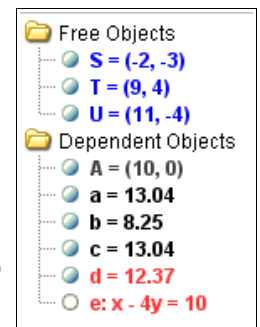 Free Objects
S = (-2, -3)
T = (9, 4)
U = (11, -4)
Dependent Objects
A = (10, 0)
a = 13.04
b = 8.25
c = 13.04
d = 12.37
e: x - 4y = 10